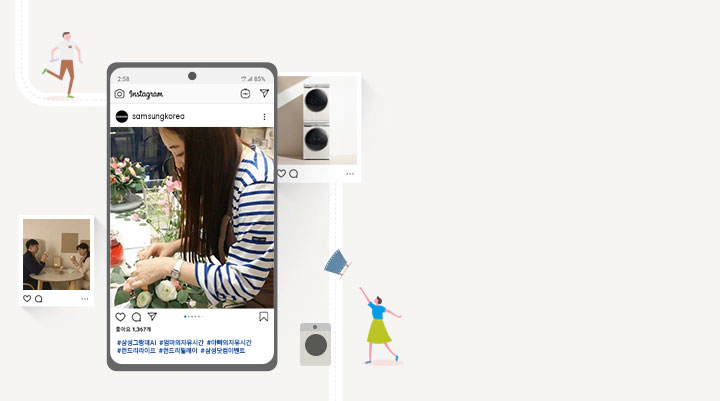 2:58
85%
Instagram
samsungkorea
좋아요 1,367개
#삼성그랑데AI #엄마의자유시간 #아빠의자유시간
#런드리라이프 #런드리릴레이 #삼성닷컴이벤트